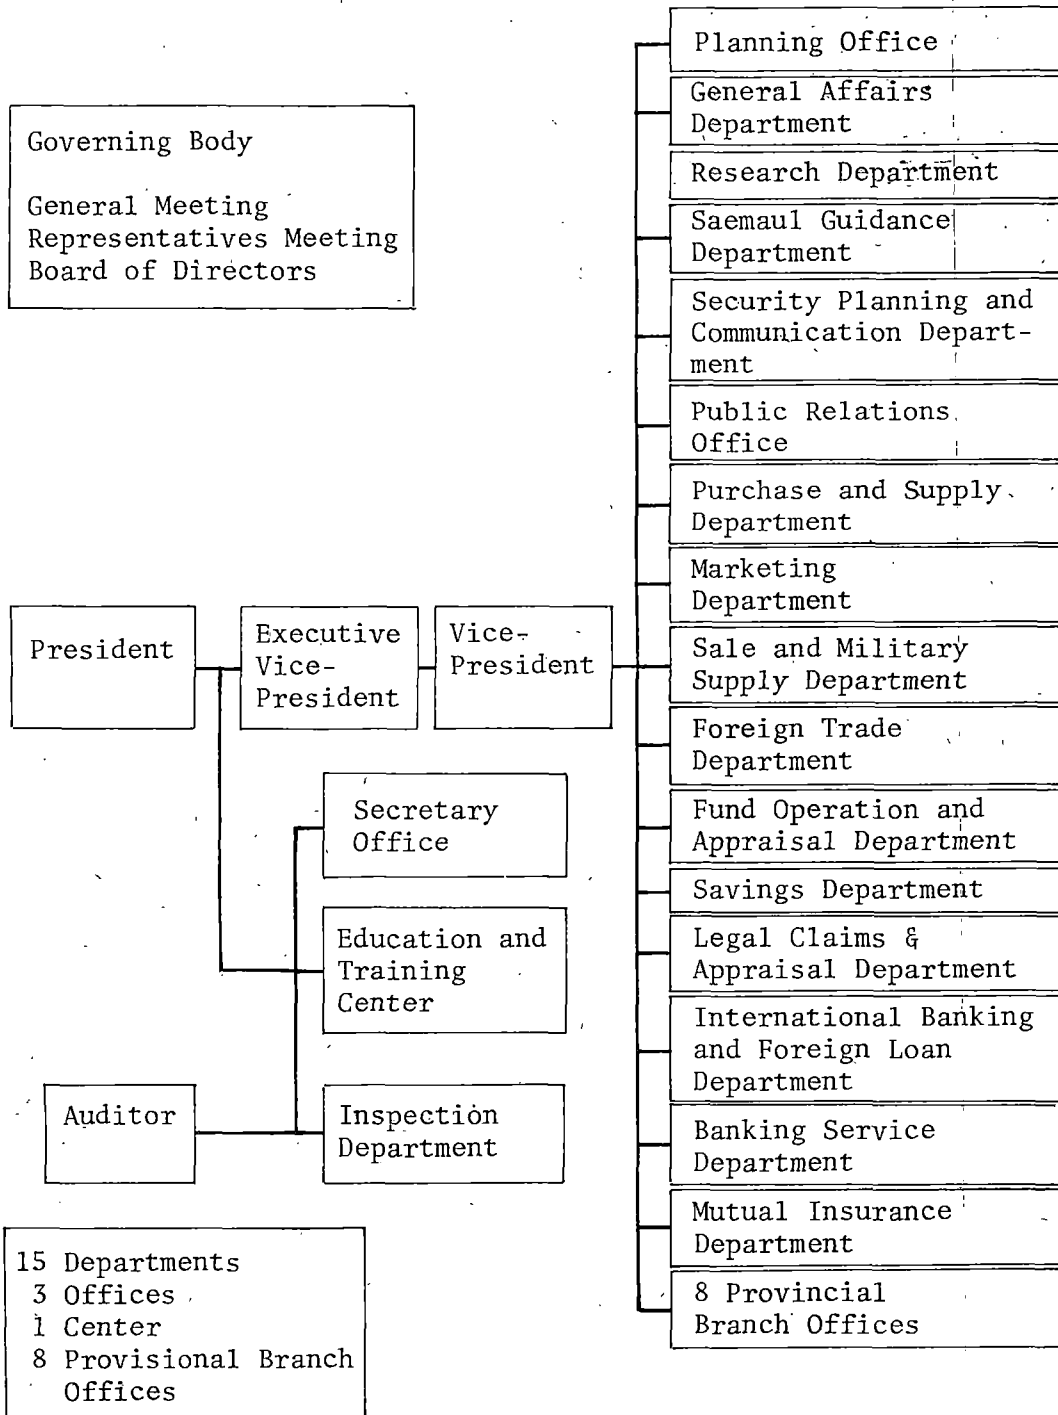 Governing Body
General Meeting
Representatives Meeting
Board of Directors
President
Executive
Vice-
President
Vice-
President
Secretary
Office
Education and
Training
Center
Auditor
Inspection
Department
15 Departments
3 Offices
1 Center
8 Provisional Branch
Offices
Planning Office
General Affairs
Department
Research Department
Saemaul Guidance
Department
Security Planning and
Communication Depart-
ment
Public Relations
Office
Purchase and Supply
Department
Marketing
Department
Sale and Military
Supply Department
Foreign Trade
Department
Fund Operation and
Appraisal Department
Savings Department
Legal Claims &
Appraisal Department
International Banking
and Foreign Loan
Department
Banking Service
Department
Mutual Insurance
Department
8 Provincial
Branch Offices